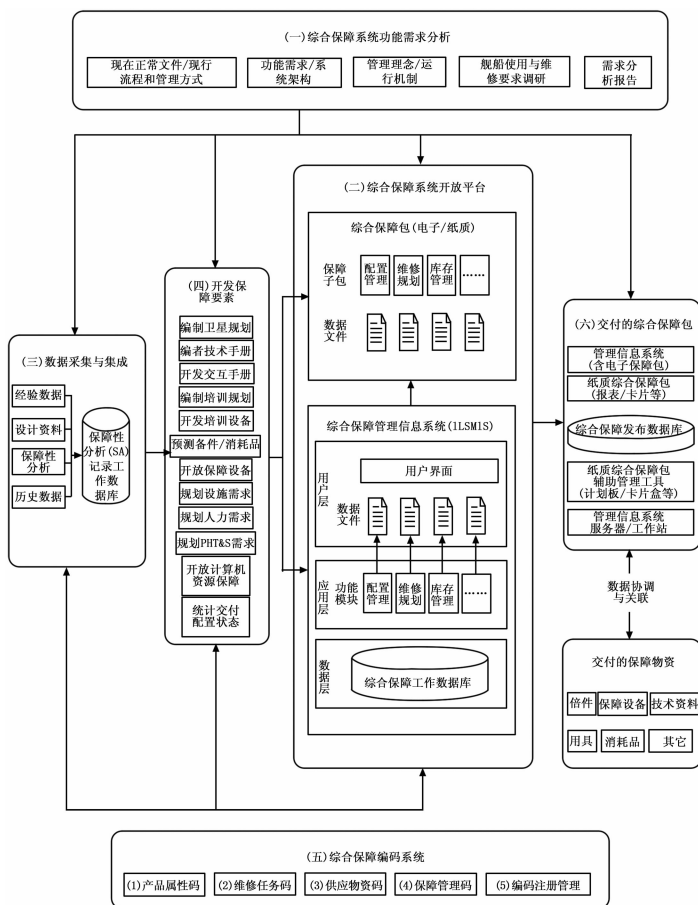 (一)综合保障系统功能需求分析
现在正常文件/现行
流程和管理方式
功能需求/系
统架构
管理理念/运
行机制
舰船使用与维
修要求调研
需求分
析报告
(二)综合保障系统开放平台
综合保障包(电子/纸质)
保障
子包
配置
管理
维修
规划
库存
管理
……
数据
文件
综合保障管理信息系统(ILSMIS)
用户层
用户界面
数据
文件
应用层
功能
模块
配置
管理
维修
规划
库存
管理
……
数据层
综合保障工作数据库
(三)数据采集与集成
经验数据
设计资料
保障性
分析
历史数据
保障性
分析(SA)
记录工作
数据库
(四)开发保
障要素
编制卫星规划
编者技术手册
开发交互手册
编制培训规划
开发培训设备
预测备件/消耗品
开放保障设备
规划设施需求
规划人力需求
规划PHT&S需求
开放计算机
资源保障
统计交付
配置状态
(六)交付的综合保障包
管理信息系统
(含电子保障包)
纸质综合保障包
(报表/卡片等)
综合保障发布数据库
纸质综合保障包
辅助管理工具
(计划板/卡片盒等)
管理信息系统
服务器/工作站
数据协调
与关联
交付的保障物资
倍件
保障设备
技术资料
用具
消耗品
其它
(五)综合保障编码系统
(1)产品属性码
(2)维修任务码
(3)供应物资码
(4)保障管理码
(5)编码注册管理